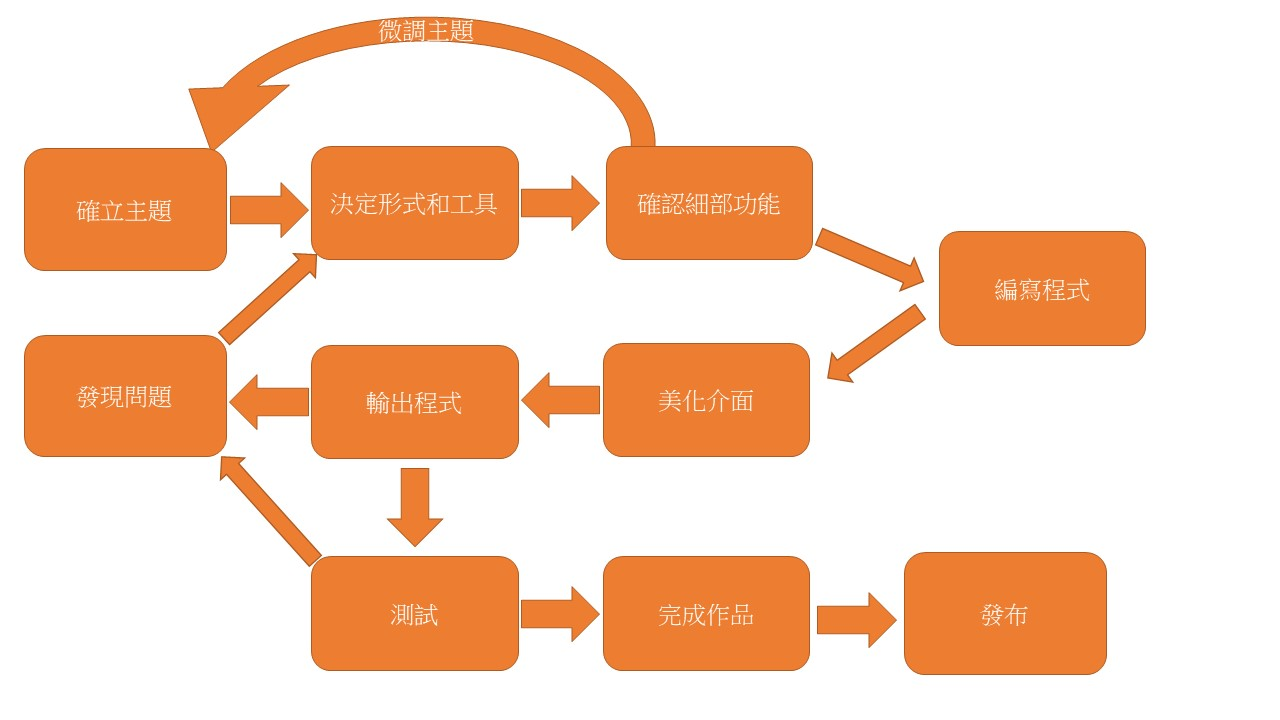 微調主題
確立主題
決定形式和工具
確認細部功能
編寫程式
發現問題
輸出程式
美化介面
測試
完成作品
發布